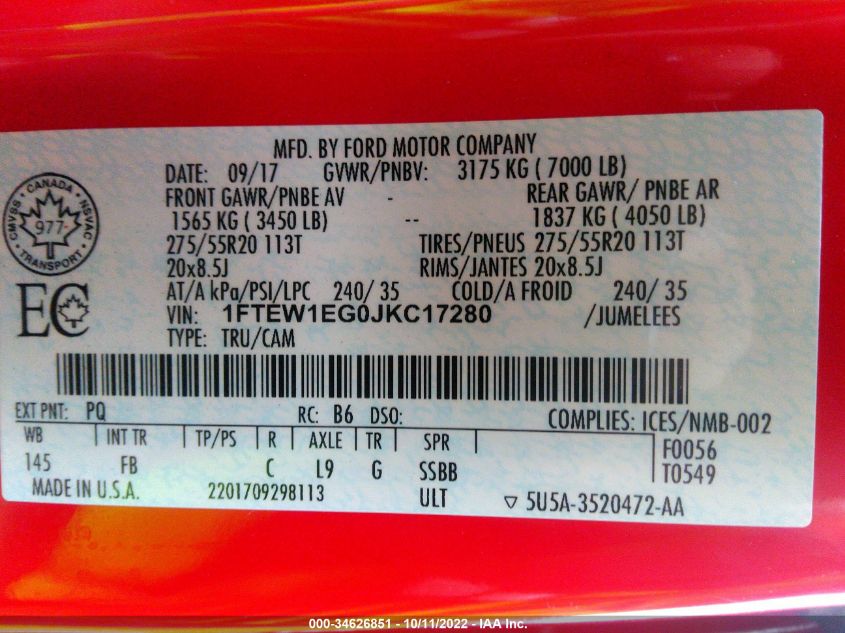 MFD. BY FORD MOTOR COMPANY
DATE: 09/17 GVWR/PNBV: 3175 KG ( 7000 LB)
FRONT GAWR/PNBE AV - REAR GAWR/ PNBE AR
1565 KG ( 3450 LB) -- 1837 KG ( 4050 LB)
275/55R20 113T TIRES/PNEUS 275/55R20 113T
20x8.5J RIMS/JANTES 20x8.5J
AT/A kPa/PSI/LPC 240/ 35 COLD/A FROID 240/ 35
VIN: 1FTEW1EG0JKC17280 /JUMELEES
TYPE: TRU/CAM
CANADA
CMVSS NSVAC
977
TRANSPORT
EC
EXT PNT: PQ RC: B6 DSO: COMPLIES: ICES/NMB-002
WB INT TR TP/PS R AXLE TR SPR F0056
145 FB C L9 G SSBB T0549
MADE IN U.S.A. 2201709298113 ULT 5U5A-3520472-AA
000-34626851 - 10/11/2022 - IAA Inc.